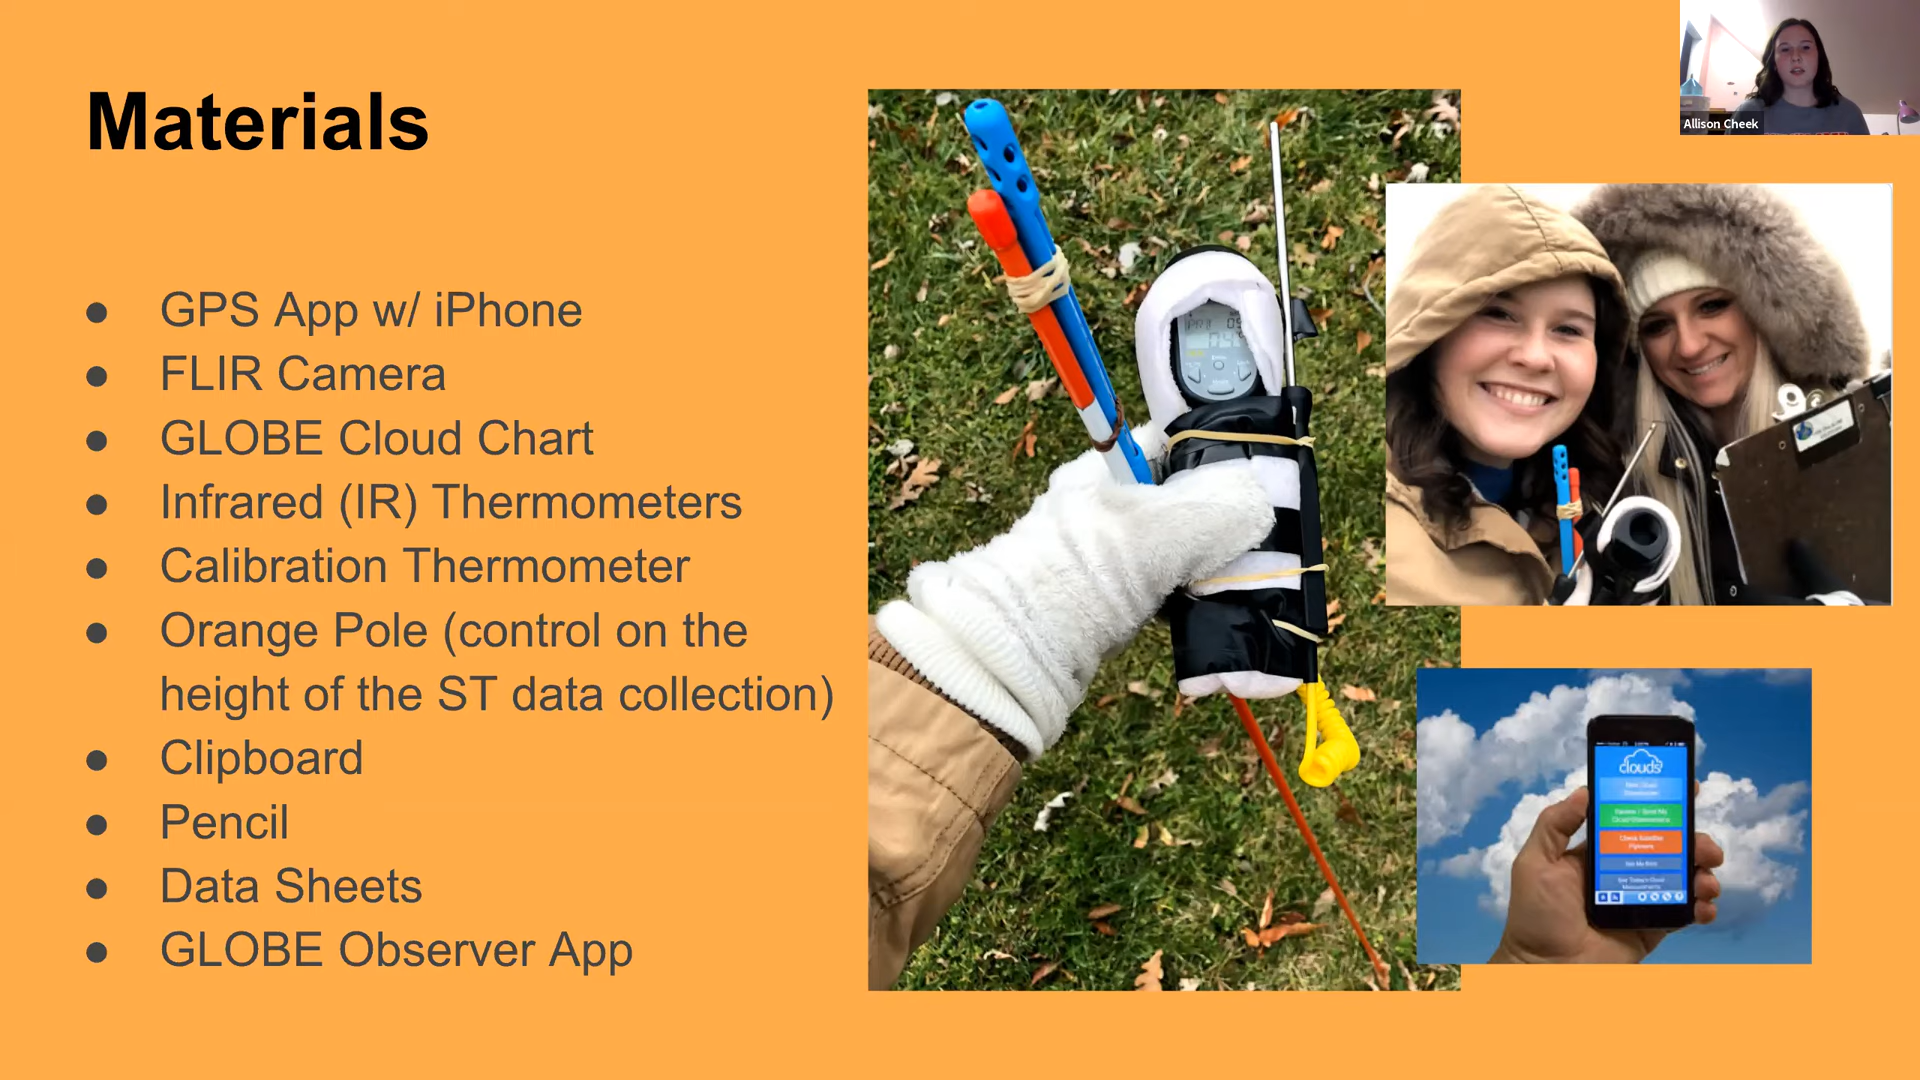 Materials
Allison Cheek
● GPS App w/ iPhone
● FLIR Camera
● GLOBE Cloud Chart
● Infrared (IR) Thermometers
● Calibration Thermometer
● Orange Pole (control on the
height of the ST data collection)
● Clipboard
● Pencil
● Data Sheets
● GLOBE Observer App
clouds